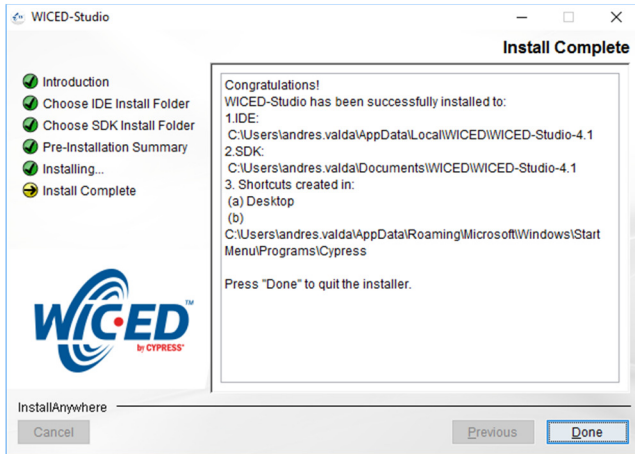 WICED-Studio
Install Complete
Introduction
Choose IDE Install Folder
Choose SDK Install Folder
Pre-Installation Summary
Installing...
Install Complete
Congratulations!
WICED-Studio has been successfully installed to:
1.IDE:
C:\Users\andres.valda\AppData\Local\WICED\WICED-Studio-4.1
2.SDK:
C:\Users\andres.valda\Documents\WICED\WICED-Studio-4.1
3. Shortcuts created in:
(a) Desktop
(b)
C:\Users\andres.valda\AppData\Roaming\Microsoft\Windows\Start
Menu\Programs\Cypress
Press "Done" to quit the installer.
WICED™
by CYPRESS®
InstallAnywhere
Cancel
Previous
Done